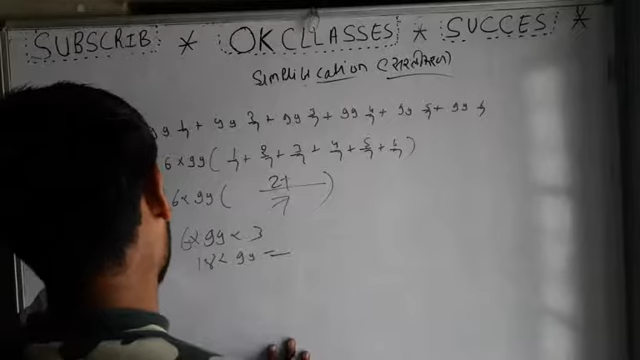 SUBSCRIB * OKCLLASSES * SUCCES *
Simplification (सरलीकरण)
99 1/7 + 99 2/7 + 99 3/7 + 99 4/7 + 99 5/7 + 99 6/7
6 × 99 ( 1/7 + 2/7 + 3/7 + 4/7 + 5/7 + 6/7 )
6 × 99 ( 21/7 )
6 × 99 × 3
18 × 99 =